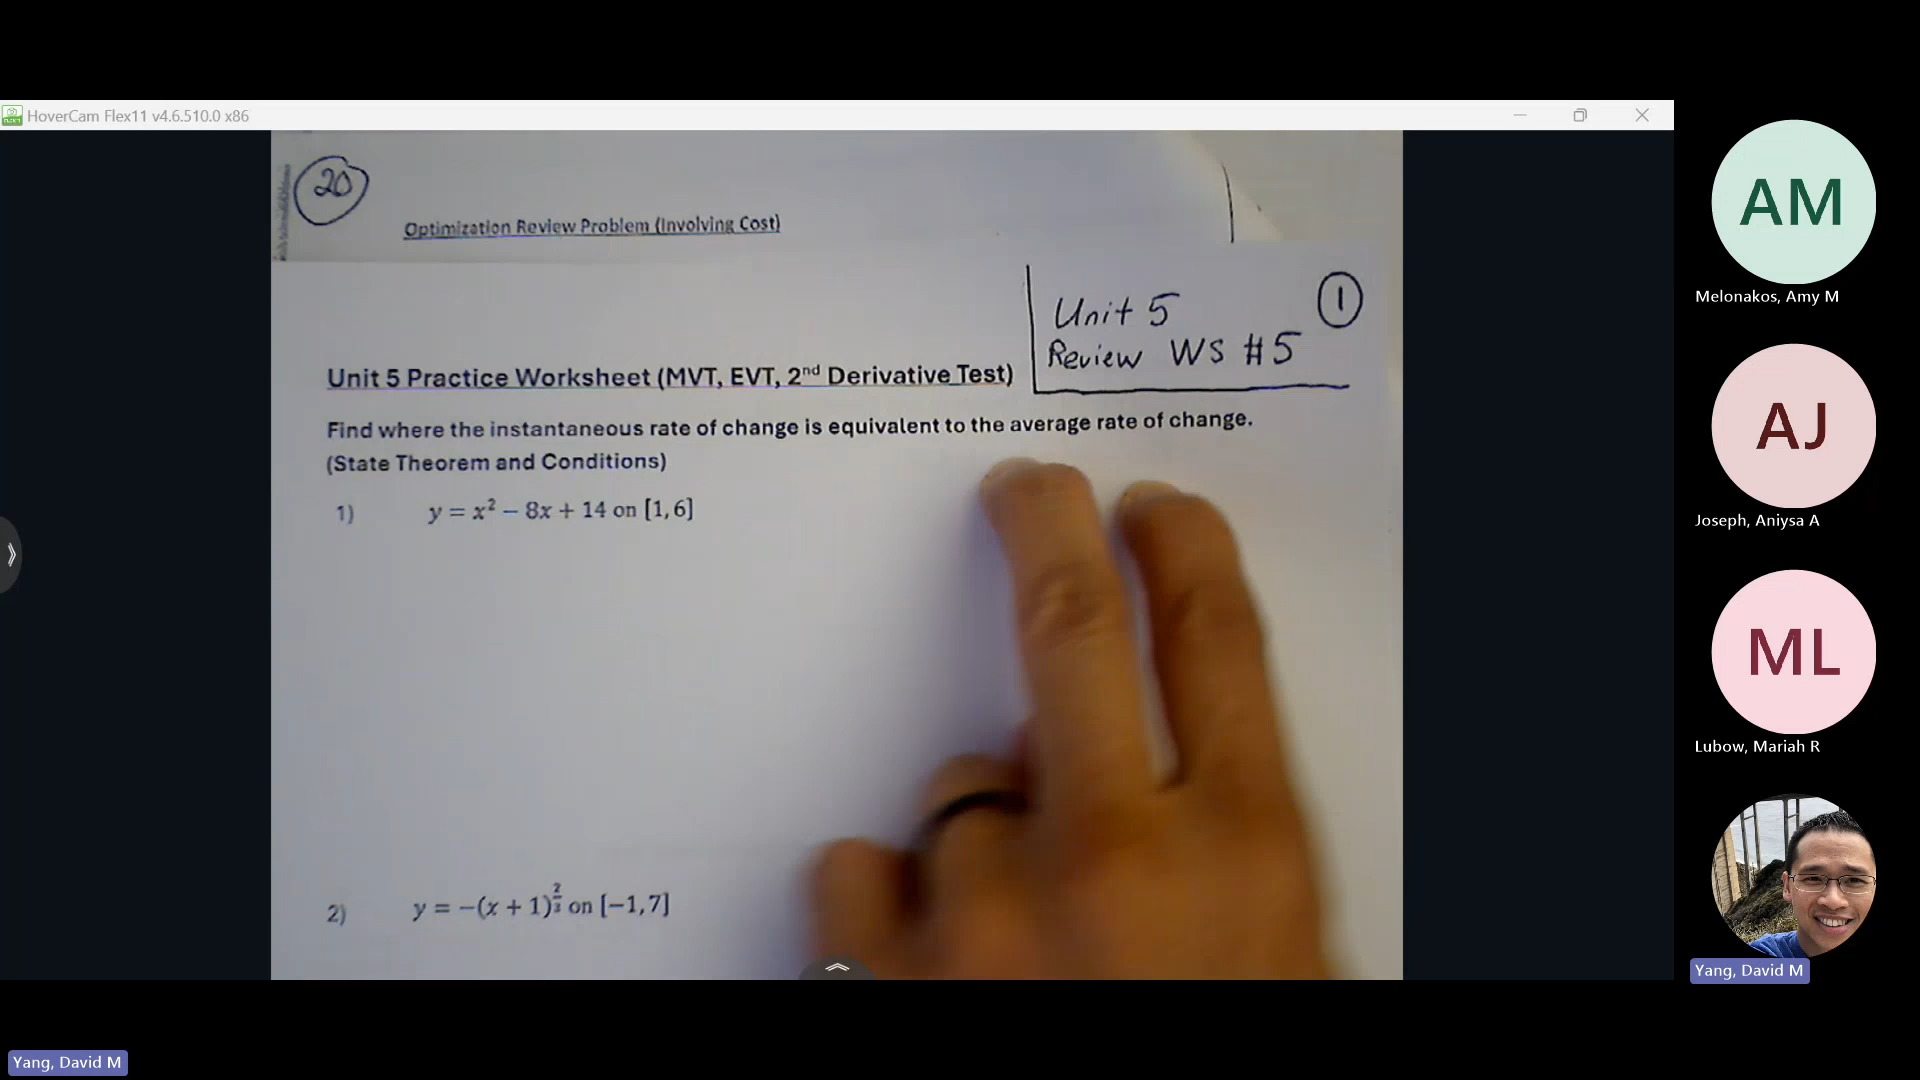 HoverCam Flex11 v4.6.510.0 x86
20
Optimization Review Problem (Involving Cost)
Unit 5
①
Review WS #5
Unit 5 Practice Worksheet (MVT, EVT, 2nd Derivative Test)
Find where the instantaneous rate of change is equivalent to the average rate of change.
(State Theorem and Conditions)
1) y = x² − 8x + 14 on [1,6]
2) y = −(x + 1)^(2/3) on [−1,7]
AM
Melonakos, Amy M
AJ
Joseph, Aniysa A
ML
Lubow, Mariah R
Yang, David M
Yang, David M